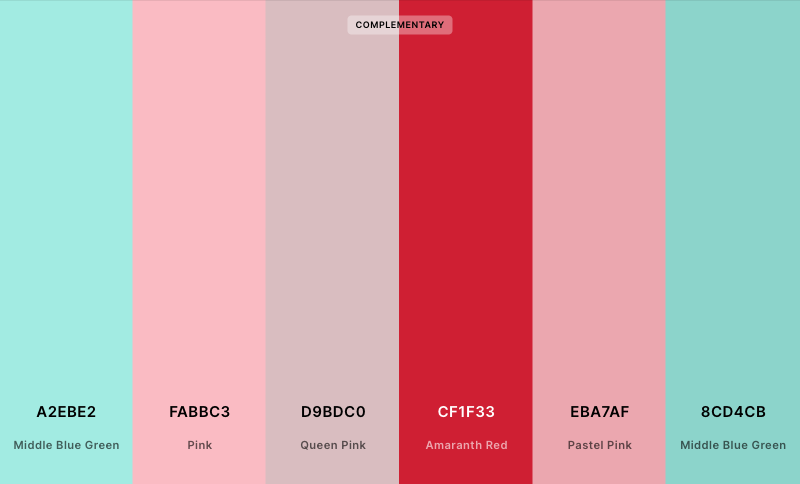 COMPLEMENTARY
A2EBE2 FABBC3 D9BDC0 CF1F33 EBA7AF 8CD4CB
Middle Blue Green Pink Queen Pink Amaranth Red Pastel Pink Middle Blue Green